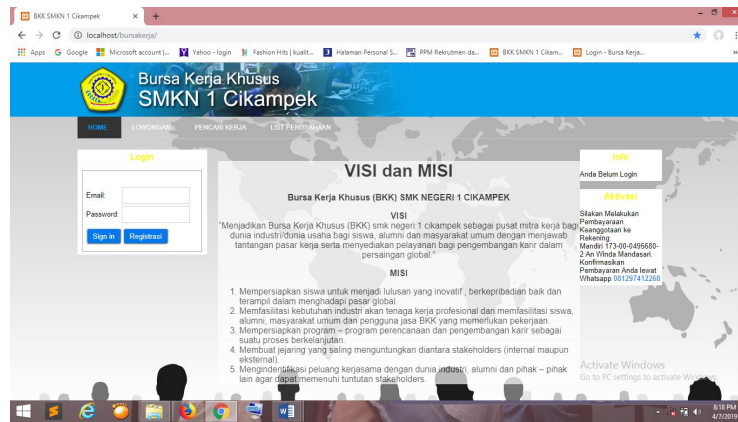 BKK SMKN 1 Cikampek
localhost/bursakerja/
Apps Google Microsoft account |... Yahoo - login Fashion Hits | kualit... Halaman Personal S... PPM Rekrutmen da... BKK SMKN 1 Cikam... Login - Bursa Kerja...
Bursa Kerja Khusus
SMKN 1 Cikampek
HOME LOWONGAN PENCARI KERJA LIST PERUSAHAAN
Login
Email:
Password:
Sign in Registrasi
VISI dan MISI
Bursa Kerja Khusus (BKK) SMK NEGERI 1 CIKAMPEK
VISI
"Menjadikan Bursa Kerja Khusus (BKK) smk negeri 1 cikampek sebagai pusat mitra kerja bagi
dunia industri/dunia usaha bagi siswa, alumni dan masyarakat umum dengan menjawab
tantangan pasar kerja serta menyediakan pelayanan bagi pengembangan karir dalam
persaingan global."
MISI
1. Mempersiapkan siswa untuk menjadi lulusan yang inovatif , berkepribadian baik dan
terampil dalam menghadapi pasar global.
2. Memfasilitasi kebutuhan industri akan tenaga kerja profesional dan memfasilitasi siswa,
alumni, masyarakat umum dan pengguna jasa BKK yang memerlukan pekerjaan.
3. Mempersiapkan program – program perencanaan dan pengembangan karir sebagai
suatu proses berkelanjutan.
4. Membuat jejaring yang saling menguntungkan diantara stakeholders (internal maupun
eksternal).
5. Mengindentifikasi peluang kerjasama dengan dunia industri, alumni dan pihak – pihak
lain agar dapat memenuhi tuntutan stakeholders.
Info
Anda Belum Login
Aktivasi
Silakan Melakukan
Pembayaraan
Keanggotaan ke
Rekening:
Mandiri 173-00-0495680-
2 An Winda Mandasari.
Konfirmasikan
Pembayaran Anda lewat
Whatsapp 081297412268
Activate Windows
Go to PC settings to activate Windows.
8:18 PM
4/7/2019